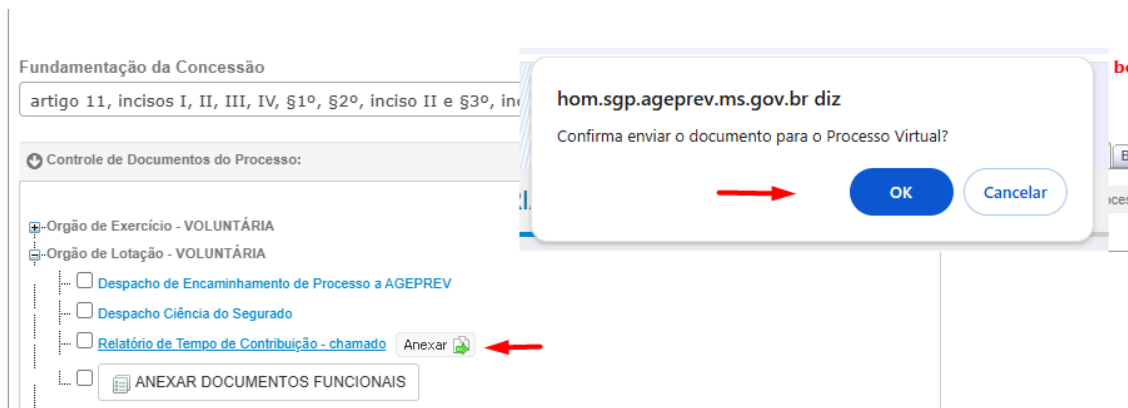 Fundamentação da Concessão
artigo 11, incisos I, II, III, IV, §1º, §2º, inciso II e §3º, in
hom.sgp.ageprev.ms.gov.br diz
Confirma enviar o documento para o Processo Virtual?
OK
Cancelar
Controle de Documentos do Processo:
Orgão de Exercício - VOLUNTÁRIA
Orgão de Lotação - VOLUNTÁRIA
Despacho de Encaminhamento de Processo a AGEPREV
Despacho Ciência do Segurado
Relatório de Tempo de Contribuição - chamado Anexar
ANEXAR DOCUMENTOS FUNCIONAIS